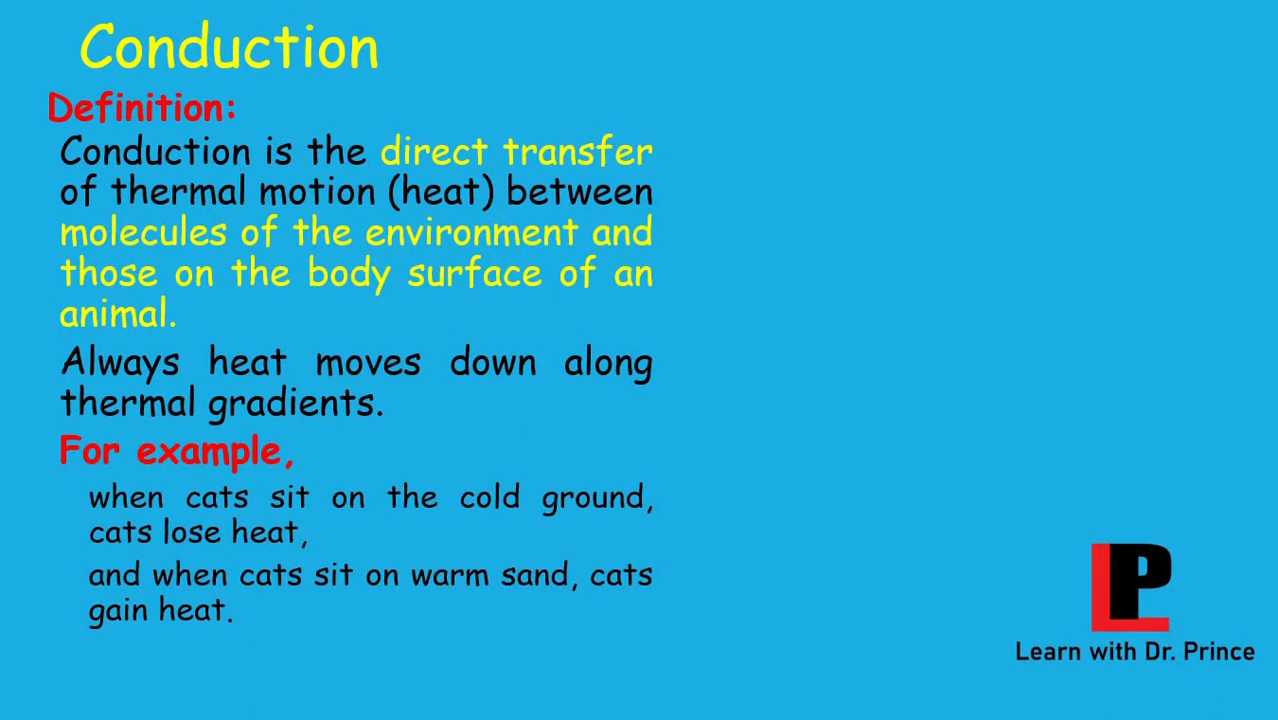 Conduction
Definition:
Conduction is the direct transfer
of thermal motion (heat) between
molecules of the environment and
those on the body surface of an
animal.
Always heat moves down along
thermal gradients.
For example,
when cats sit on the cold ground,
cats lose heat,
and when cats sit on warm sand, cats
gain heat.
LP
Learn with Dr. Prince